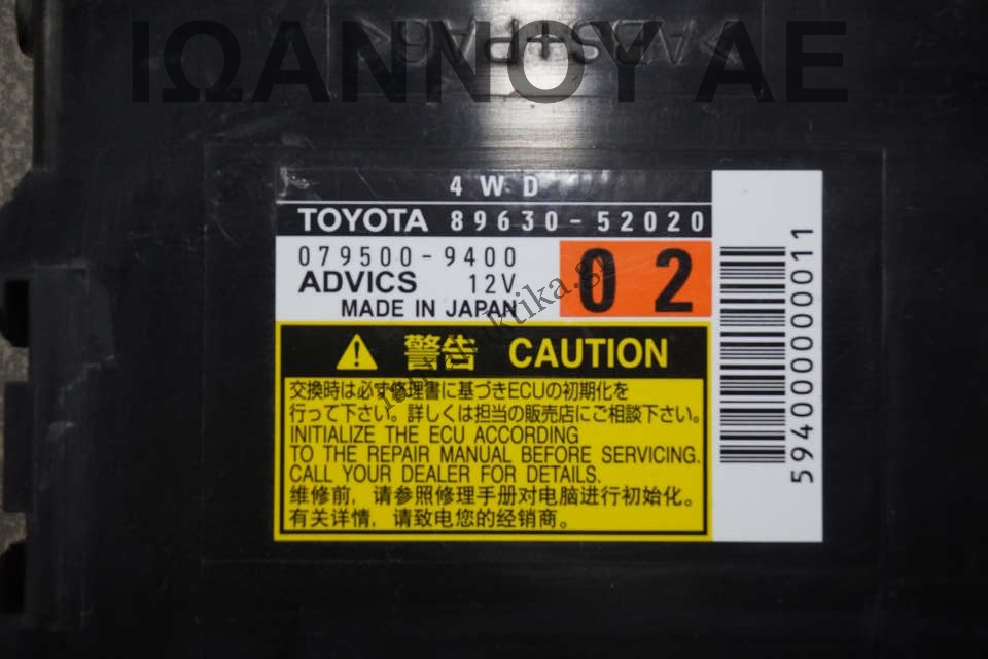 ΙΩΑΝΝΟΥ ΑΕ
4WD
TOYOTA 89630-52020
079500-9400
ADVICS 12V
MADE IN JAPAN
02
警告 CAUTION
交換時は必ず修理書に基づきECUの初期化を
行って下さい。詳しくは担当の販売店にご相談下さい。
INITIALIZE THE ECU ACCORDING
TO THE REPAIR MANUAL BEFORE SERVICING.
CALL YOUR DEALER FOR DETAILS.
维修前，请参照修理手册对电脑进行初始化。
有关详情，请致电您的经销商。
59400000000011